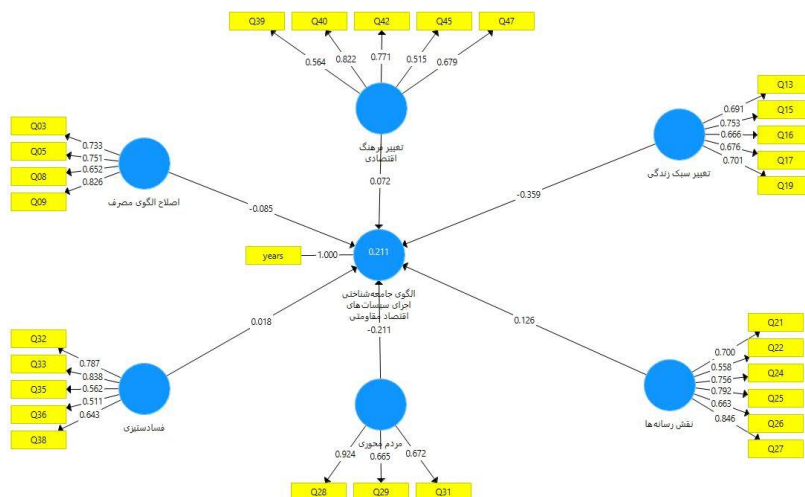 Q39
Q40
Q42
Q45
Q47
0.564
0.822
0.771
0.515
0.679
تغییر فرهنگ
اقتصادی
0.072
Q03
Q05
Q08
Q09
0.733
0.751
0.652
0.826
اصلاح الگوی مصرف
-0.085
Q13
Q15
Q16
Q17
Q19
0.691
0.753
0.666
0.676
0.701
تغییر سبک زندگی
-0.359
years
1.000
0.211
الگوی جامعه‌شناختی
اجرای سیسات‌های
اقتصاد مقاومتی
Q32
Q33
Q35
Q36
Q38
0.787
0.838
0.562
0.511
0.643
فسادستیزی
0.018
-0.211
مردم محوری
0.924
0.665
0.672
Q28
Q29
Q31
0.126
Q21
Q22
Q24
Q25
Q26
Q27
0.700
0.558
0.756
0.792
0.663
0.846
نقش رسانه‌ها